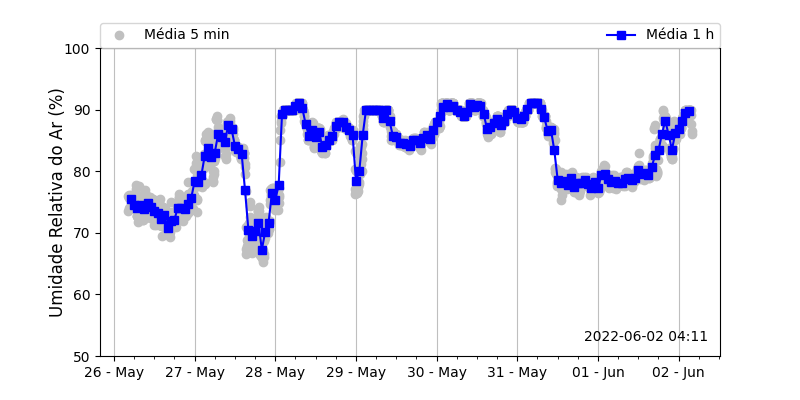 Média 5 min
Média 1 h
100
90
80
70
60
50
Umidade Relativa do Ar (%)
2022-06-02 04:11
26 - May
27 - May
28 - May
29 - May
30 - May
31 - May
01 - Jun
02 - Jun